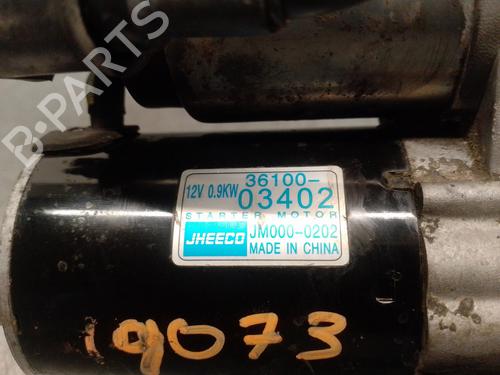 B-PARTS
12V 0.9KW 36100-
03402
STARTER MOTOR
JHEECO JM000-0202
MADE IN CHINA
19073